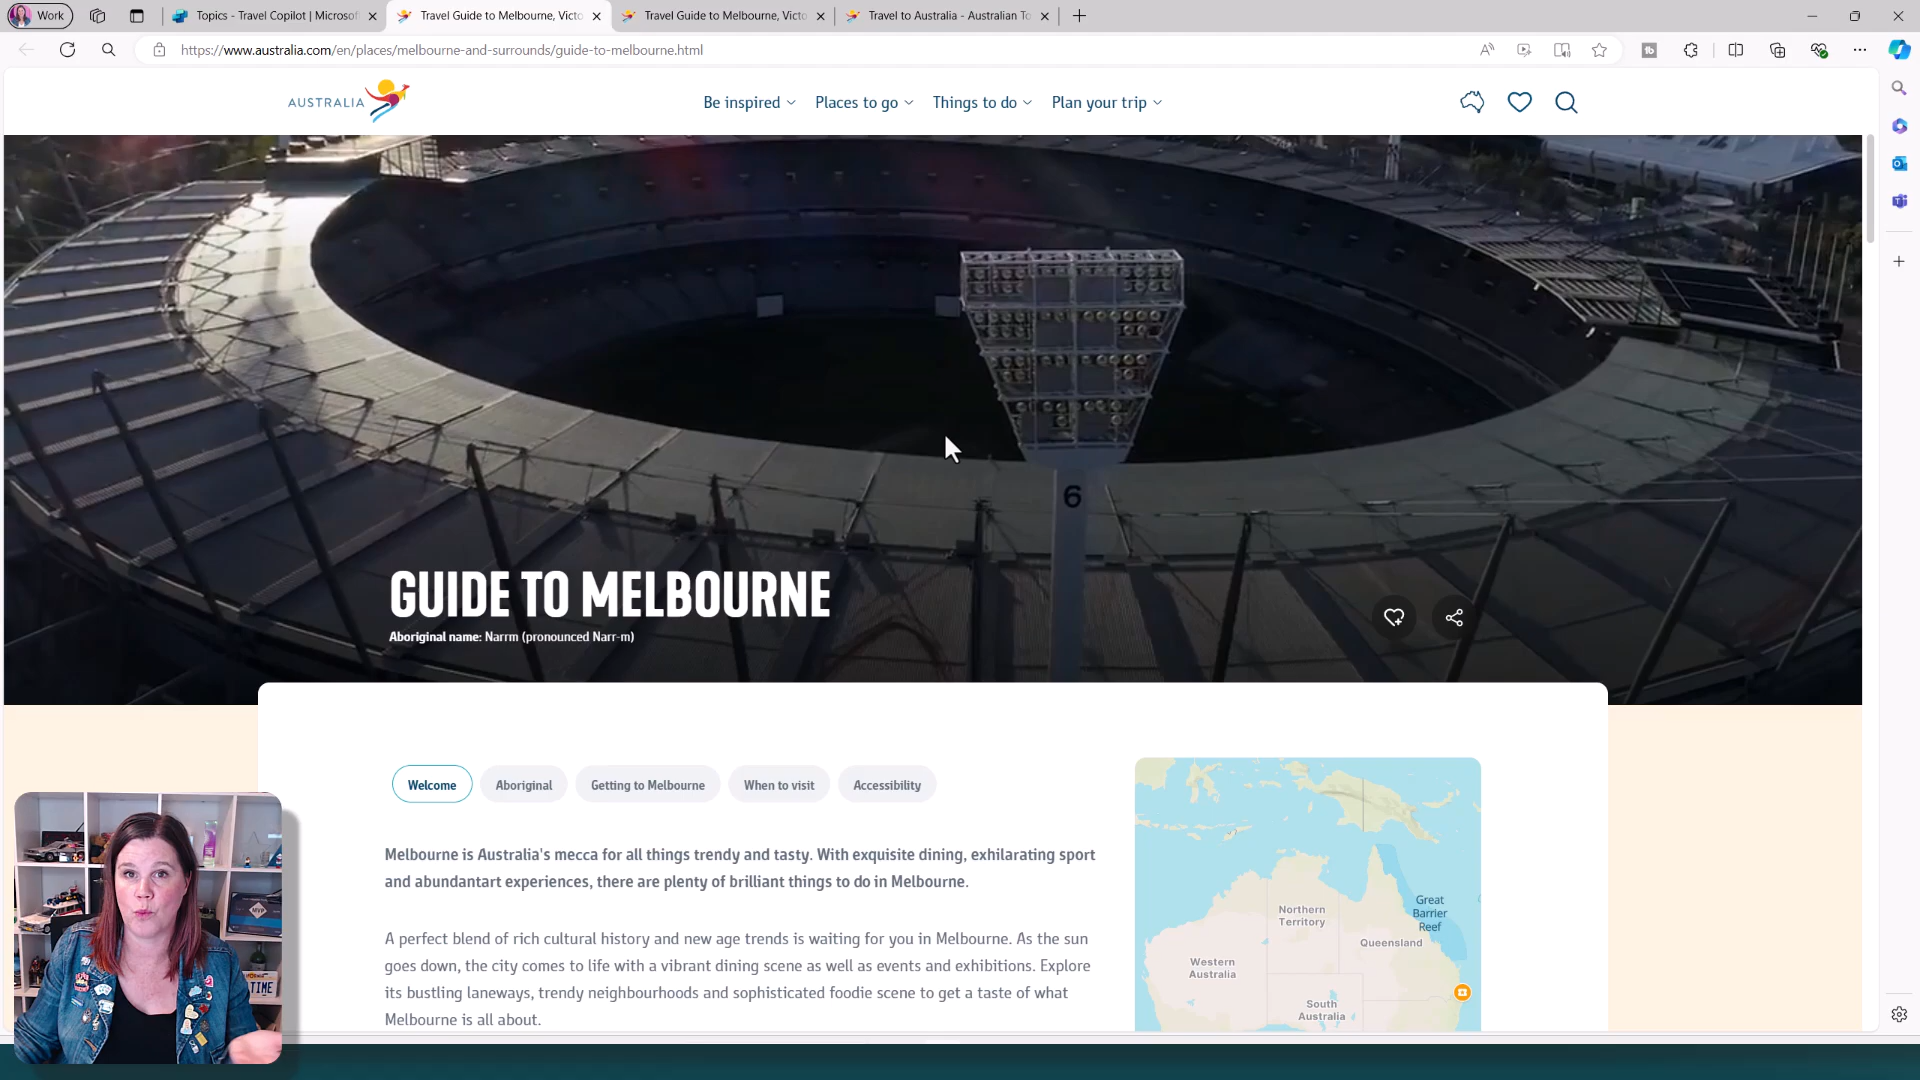 Work
Topics - Travel Copilot | Microsof
Travel Guide to Melbourne, Victo
Travel Guide to Melbourne, Victo
Travel to Australia - Australian To
https://www.australia.com/en/places/melbourne-and-surrounds/guide-to-melbourne.html
AUSTRALIA
Be inspired
Places to go
Things to do
Plan your trip
6
GUIDE TO MELBOURNE
Aboriginal name: Narrm (pronounced Narr-m)
Welcome
Aboriginal
Getting to Melbourne
When to visit
Accessibility
Melbourne is Australia's mecca for all things trendy and tasty. With exquisite dining, exhilarating sport
and abundantart experiences, there are plenty of brilliant things to do in Melbourne.
A perfect blend of rich cultural history and new age trends is waiting for you in Melbourne. As the sun
goes down, the city comes to life with a vibrant dining scene as well as events and exhibitions. Explore
its bustling laneways, trendy neighbourhoods and sophisticated foodie scene to get a taste of what
Melbourne is all about.
Great
Barrier
Reef
Northern
Territory
Queensland
Western
Australia
South
Australia
MVP
TIME